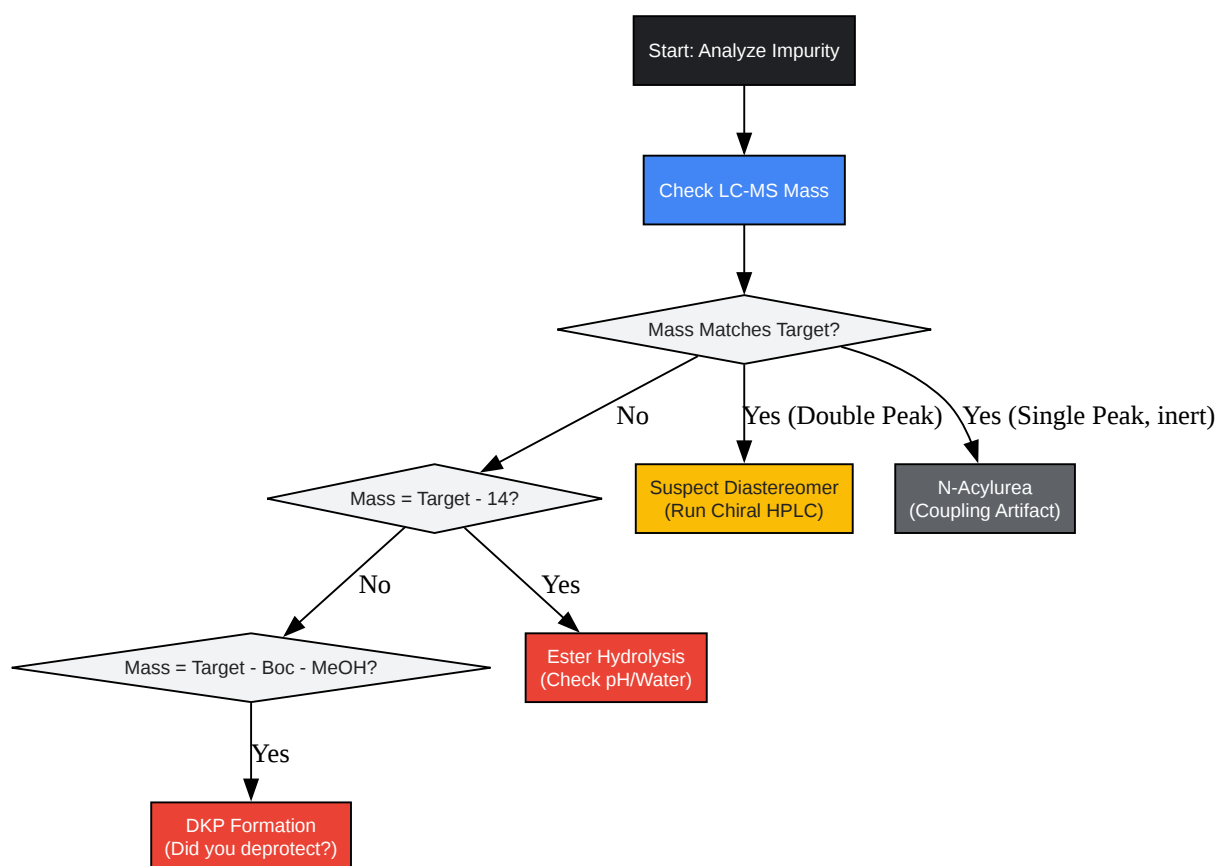 Start: Analyze Impurity
Check LC-MS Mass
Mass Matches Target?
No
Yes (Double Peak)
Yes (Single Peak, inert)
Mass = Target - 14?
Suspect Diastereomer
(Run Chiral HPLC)
N-Acylurea
(Coupling Artifact)
No
Yes
Mass = Target - Boc - MeOH?
Ester Hydrolysis
(Check pH/Water)
Yes
DKP Formation
(Did you deprotect?)